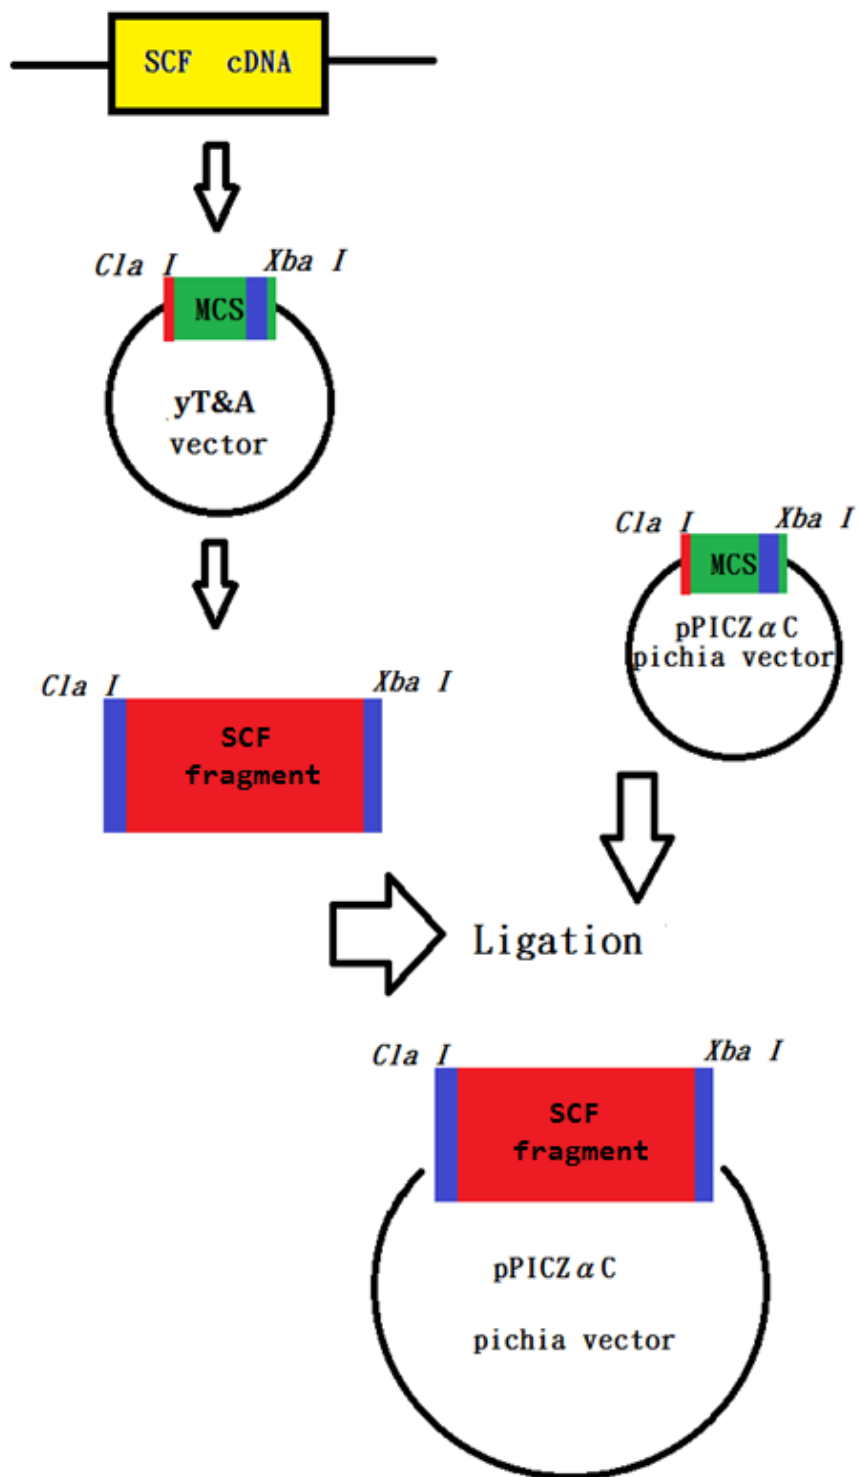 SCF cDNA
Cla I Xba I
MCS
yT&A
vector
Cla I Xba I
MCS
pPICZαC
pichia vector
Cla I Xba I
SCF
fragment
Ligation
Cla I Xba I
SCF
fragment
pPICZαC
pichia vector